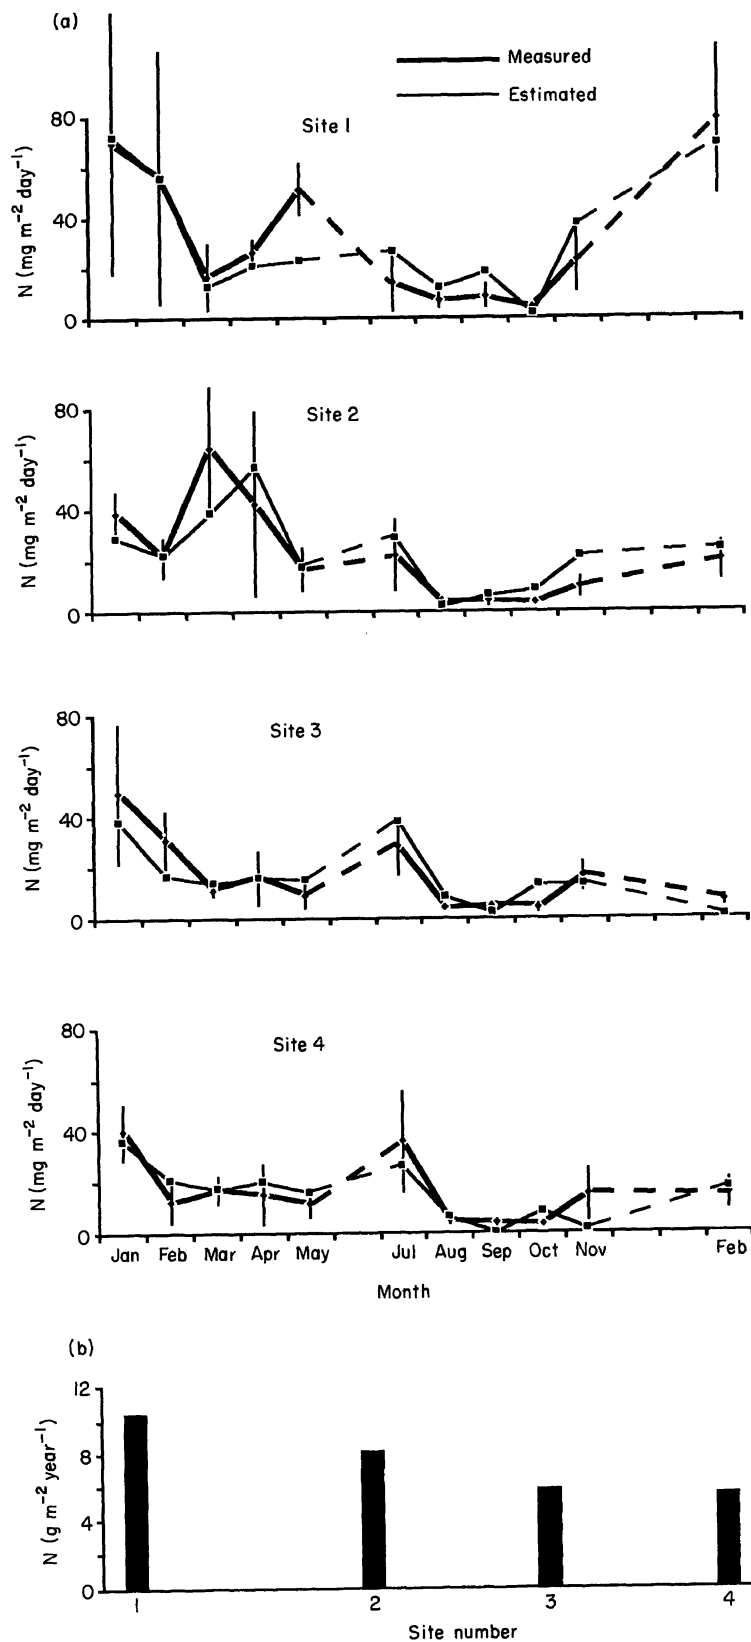 (a)
Measured
Estimated
Site 1
80
40
0
N (mg m⁻² day⁻¹)
Site 2
80
40
0
N (mg m⁻² day⁻¹)
Site 3
80
40
0
N (mg m⁻² day⁻¹)
Site 4
80
40
0
N (mg m⁻² day⁻¹)
Jan Feb Mar Apr May Jul Aug Sep Oct Nov Feb
Month
(b)
12
8
4
0
N (g m⁻² year⁻¹)
1 2 3 4
Site number